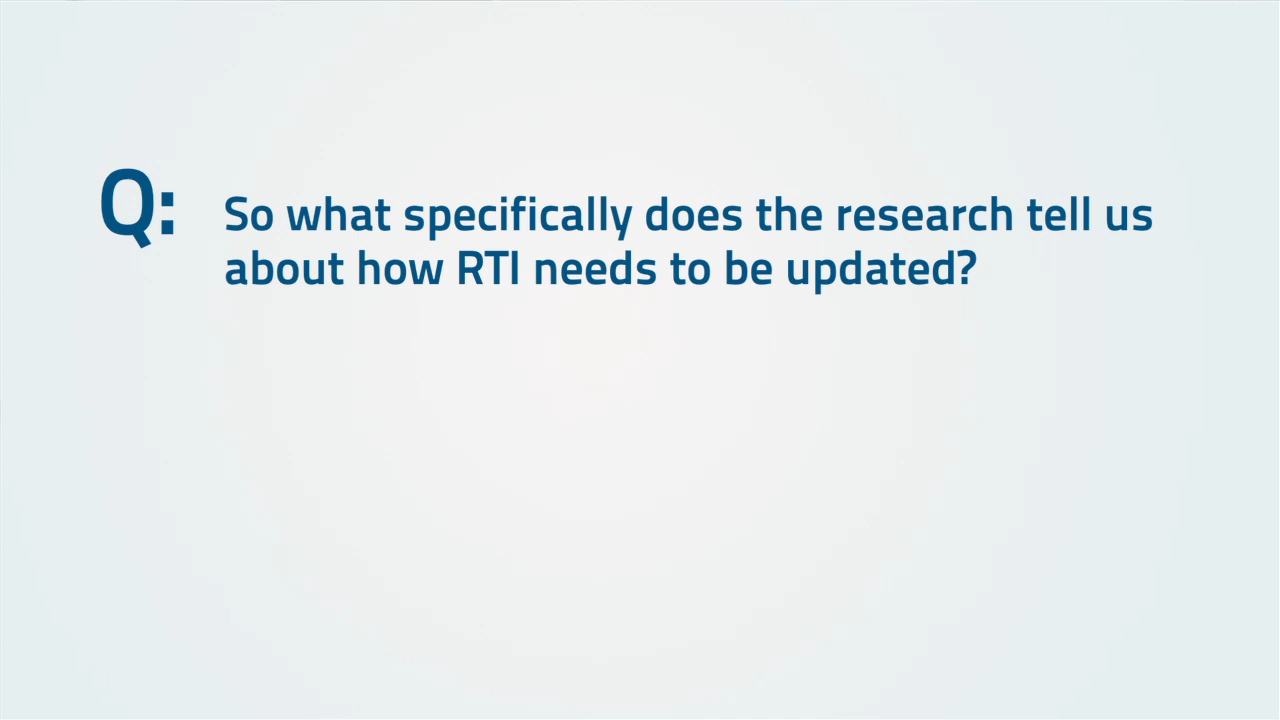 Q: So what specifically does the research tell us
about how RTI needs to be updated?